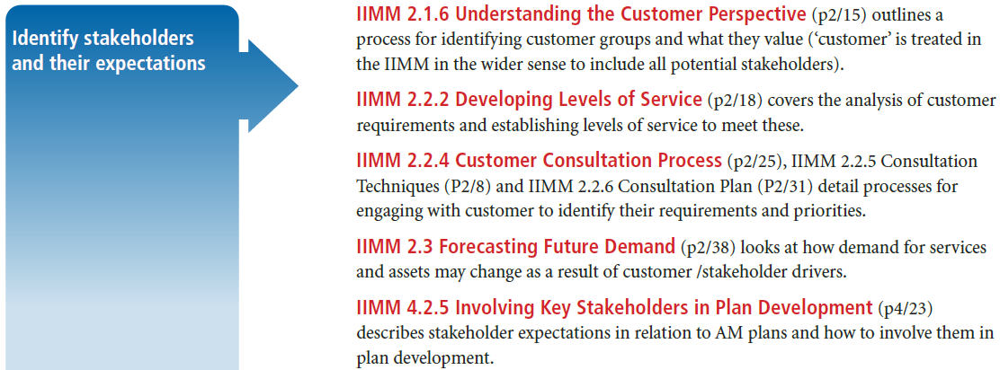 Identify stakeholders
and their expectations
IIMM 2.1.6 Understanding the Customer Perspective (p2/15) outlines a
process for identifying customer groups and what they value (‘customer’ is treated in
the IIMM in the wider sense to include all potential stakeholders).
IIMM 2.2.2 Developing Levels of Service (p2/18) covers the analysis of customer
requirements and establishing levels of service to meet these.
IIMM 2.2.4 Customer Consultation Process (p2/25), IIMM 2.2.5 Consultation
Techniques (P2/8) and IIMM 2.2.6 Consultation Plan (P2/31) detail processes for
engaging with customer to identify their requirements and priorities.
IIMM 2.3 Forecasting Future Demand (p2/38) looks at how demand for services
and assets may change as a result of customer /stakeholder drivers.
IIMM 4.2.5 Involving Key Stakeholders in Plan Development (p4/23)
describes stakeholder expectations in relation to AM plans and how to involve them in
plan development.